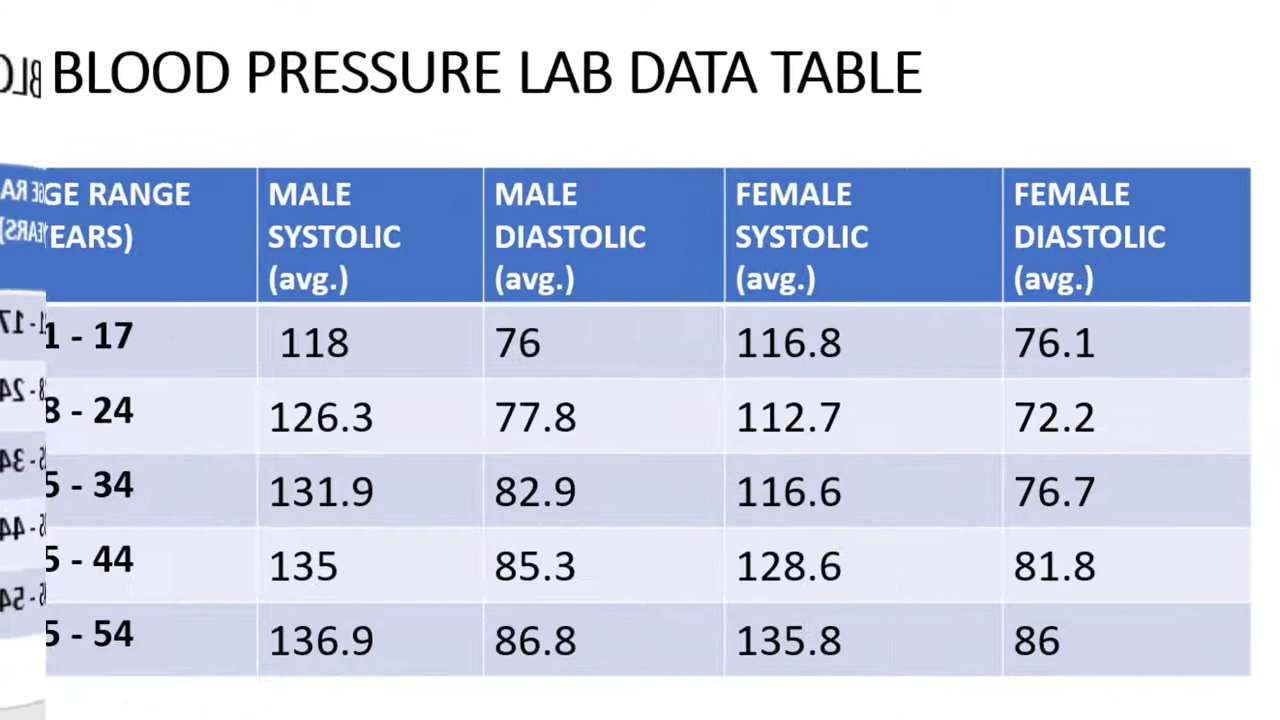 BLOOD PRESSURE LAB DATA TABLE
GE RANGE
EARS)
MALE
SYSTOLIC
(avg.)
MALE
DIASTOLIC
(avg.)
FEMALE
SYSTOLIC
(avg.)
FEMALE
DIASTOLIC
(avg.)
1 - 17 118 76 116.8 76.1
8 - 24 126.3 77.8 112.7 72.2
5 - 34 131.9 82.9 116.6 76.7
5 - 44 135 85.3 128.6 81.8
5 - 54 136.9 86.8 135.8 86